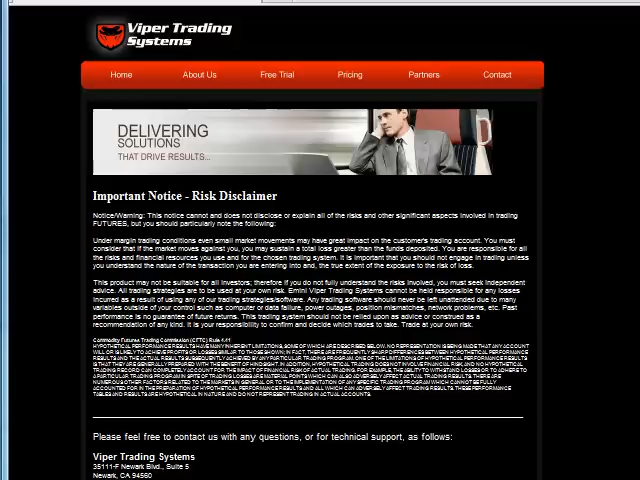 Viper Trading
Systems
Home About Us Free Trial Pricing Partners Contact
DELIVERING
SOLUTIONS
THAT DRIVE RESULTS...
Important Notice - Risk Disclaimer
Notice/Warning: This notice cannot and does not disclose or explain all of the risks and other significant aspects involved in trading
FUTURES, but you should particularly note the following:
Under margin trading conditions even small market movements may have great impact on the customer's trading account. You must
consider that if the market moves against you, you may sustain a total loss greater than the funds deposited. You are responsible for all
the risks and financial resources you use and for the chosen trading system. It is important that you should not engage in trading unless
you understand the nature of the transaction you are entering into and, the true extent of the exposure to the risk of loss.
This product may not be suitable for all investors; therefore if you do not fully understand the risks involved, you must seek independent
advice. All trading strategies are to be used at your own risk. Emini Viper Trading Systems cannot be held responsible for any losses
incurred as a result of using any of our trading strategies/software. Any trading software should never be left unattended due to many
variables outside of your control such as computer or data failure, power outages, position mismatches, network problems, etc. Past
performance is no guarantee of future returns. This trading system should not be relied upon as advice or construed as a
recommendation of any kind. It is your responsibility to confirm and decide which trades to take. Trade at your own risk.
Commodity Futures Trading Commission (CFTC) Rule 4.41:
HYPOTHETICAL PERFORMANCE RESULTS HAVE MANY INHERENT LIMITATIONS, SOME OF WHICH ARE DESCRIBED BELOW. NO REPRESENTATION IS BEING MADE THAT ANY ACCOUNT
WILL OR IS LIKELY TO ACHIEVE PROFITS OR LOSSES SIMILAR TO THOSE SHOWN; IN FACT, THERE ARE FREQUENTLY SHARP DIFFERENCES BETWEEN HYPOTHETICAL PERFORMANCE
RESULTS AND THE ACTUAL RESULTS SUBSEQUENTLY ACHIEVED BY ANY PARTICULAR TRADING PROGRAM. ONE OF THE LIMITATIONS OF HYPOTHETICAL PERFORMANCE RESULTS
IS THAT THEY ARE GENERALLY PREPARED WITH THE BENEFIT OF HINDSIGHT. IN ADDITION, HYPOTHETICAL TRADING DOES NOT INVOLVE FINANCIAL RISK, AND NO HYPOTHETICAL
TRADING RECORD CAN COMPLETELY ACCOUNT FOR THE IMPACT OF FINANCIAL RISK OF ACTUAL TRADING. FOR EXAMPLE, THE ABILITY TO WITHSTAND LOSSES OR TO ADHERE TO
A PARTICULAR TRADING PROGRAM IN SPITE OF TRADING LOSSES ARE MATERIAL POINTS WHICH CAN ALSO ADVERSELY AFFECT ACTUAL TRADING RESULTS. THERE ARE
NUMEROUS OTHER FACTORS RELATED TO THE MARKETS IN GENERAL OR TO THE IMPLEMENTATION OF ANY SPECIFIC TRADING PROGRAM WHICH CANNOT BE FULLY
ACCOUNTED FOR IN THE PREPARATION OF HYPOTHETICAL PERFORMANCE RESULTS AND ALL WHICH CAN ADVERSELY AFFECT TRADING RESULTS. THESE PERFORMANCE
TABLES AND RESULTS ARE HYPOTHETICAL IN NATURE AND DO NOT REPRESENT TRADING IN ACTUAL ACCOUNTS.
Please feel free to contact us with any questions, or for technical support, as follows:
Viper Trading Systems
35111-F Newark Blvd., Suite 5
Newark, CA 94560